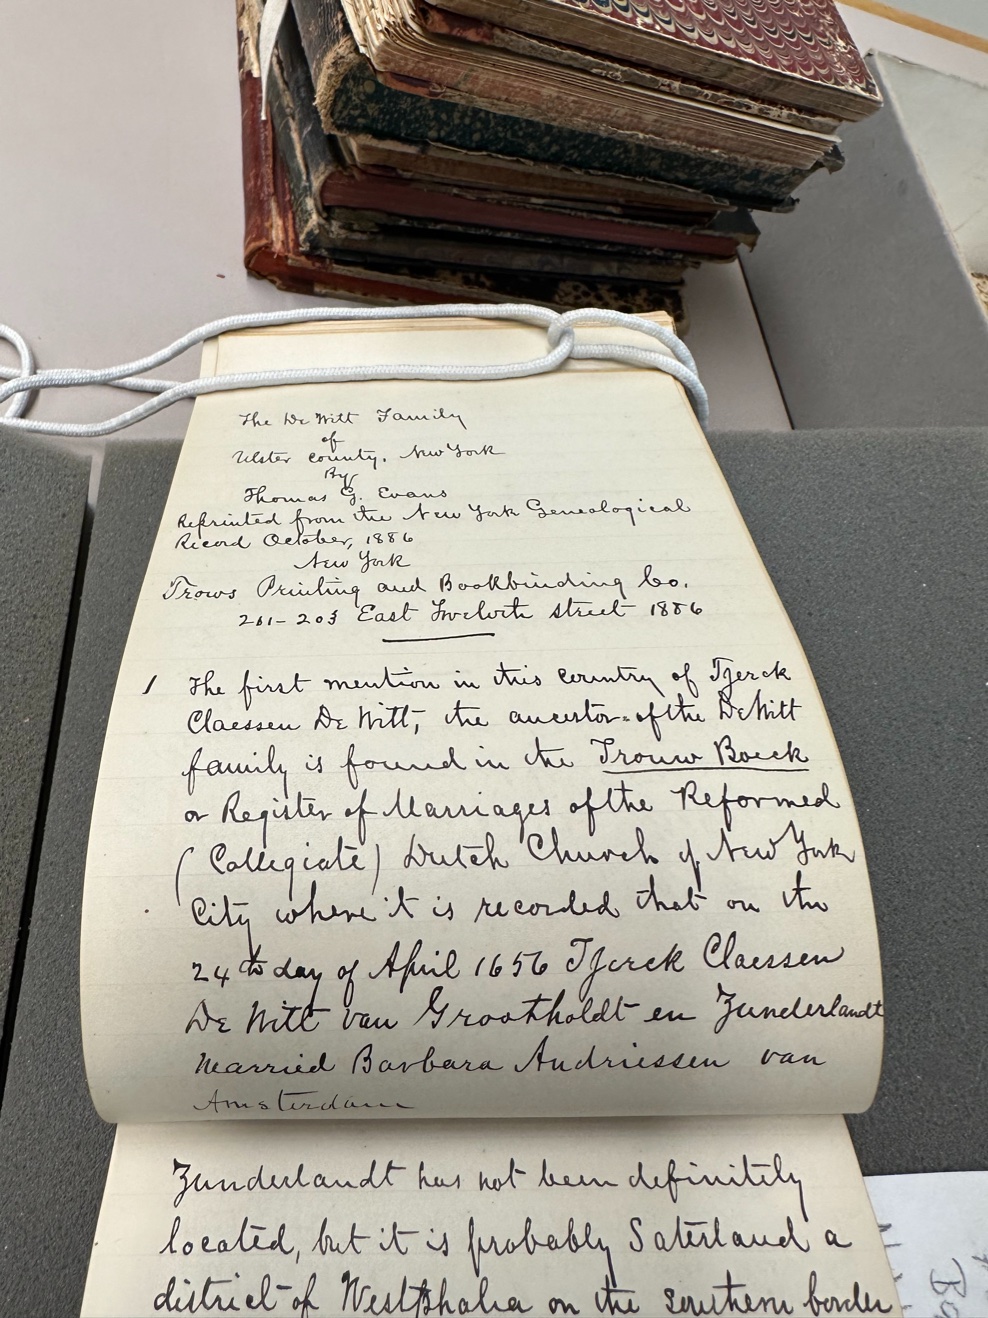 The De Witt Family
of
Ulster County, New York
By
Thomas G. Evans
Reprinted from the New York Genealogical
Record October, 1886
New York
Trows Printing and Bookbinding Co.
201-203 East Twelvth street 1886
1 The first mention in this country of Tjerck
Claessen De Witt, the ancestor of the DeWitt
family is found in the Trouw Boeck
or Register of Marriages of the Reformed
(Collegiate) Dutch Church of New York
City where it is recorded that on the
24th day of April 1656 Tjerck Claessen
De Witt van Grootholdt en Zunderlandt
married Barbara Andriessen van
Amsterdam
Zunderlandt has not been definitely
located, but it is probably Saterland a
district of Westphalia on the southern border